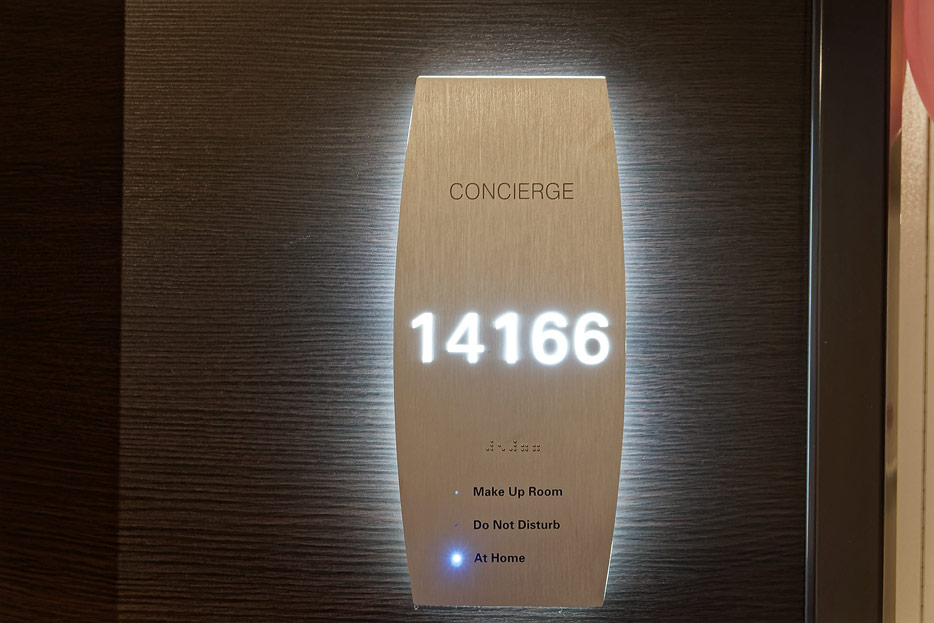 CONCIERGE
14166
Make Up Room
Do Not Disturb
At Home